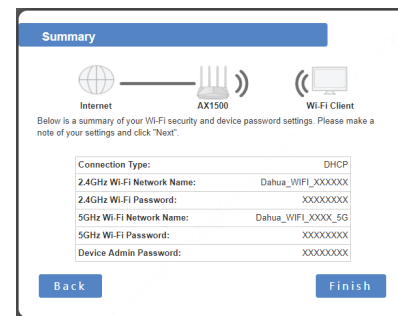 Summary
Internet AX1500 Wi-Fi Client
Below is a summary of your Wi-Fi security and device password settings. Please make a
note of your settings and click "Next".
Connection Type: DHCP
2.4GHz Wi-Fi Network Name: Dahua_WIFI_XXXXXX
2.4GHz Wi-Fi Password: XXXXXXXX
5GHz Wi-Fi Network Name: Dahua_WIFI_XXXX_5G
5GHz Wi-Fi Password: XXXXXXXX
Device Admin Password: XXXXXXXX
Back Finish